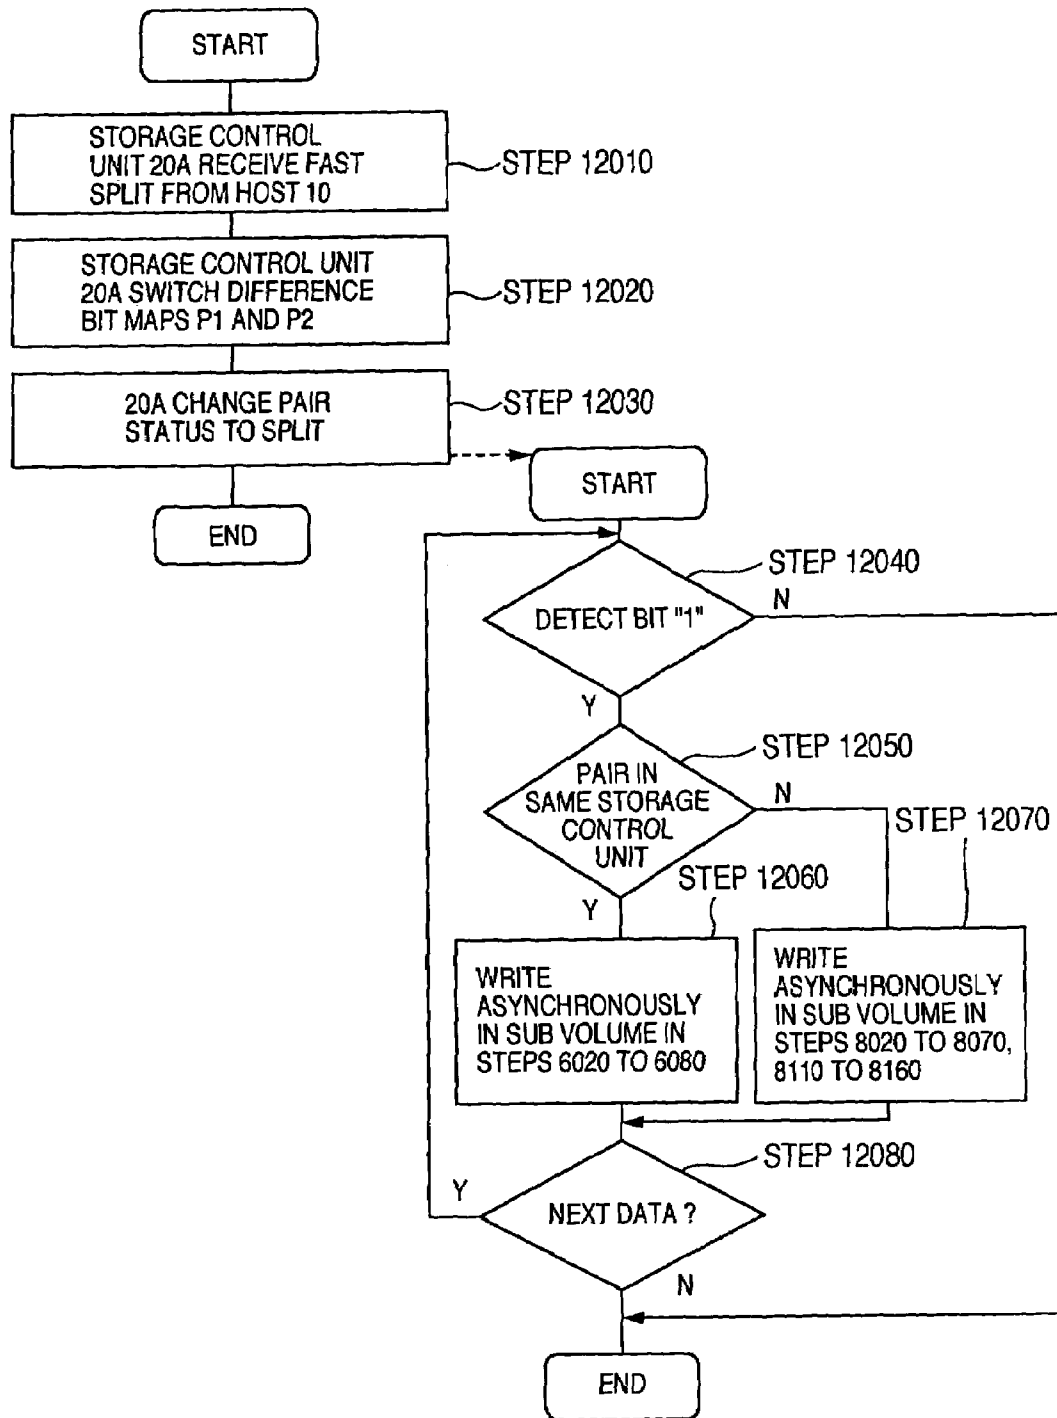 START
STORAGE CONTROL
UNIT 20A RECEIVE FAST
SPLIT FROM HOST 10
STEP 12010
STORAGE CONTROL UNIT
20A SWITCH DIFFERENCE
BIT MAPS P1 AND P2
STEP 12020
20A CHANGE PAIR
STATUS TO SPLIT
STEP 12030
END
START
DETECT BIT "1"
STEP 12040
N
Y
PAIR IN
SAME STORAGE
CONTROL
UNIT
STEP 12050
N
Y
STEP 12060
WRITE
ASYNCHRONOUSLY
IN SUB VOLUME IN
STEPS 6020 TO 6080
STEP 12070
WRITE
ASYNCHRONOUSLY
IN SUB VOLUME IN
STEPS 8020 TO 8070,
8110 TO 8160
NEXT DATA ?
STEP 12080
Y
N
END